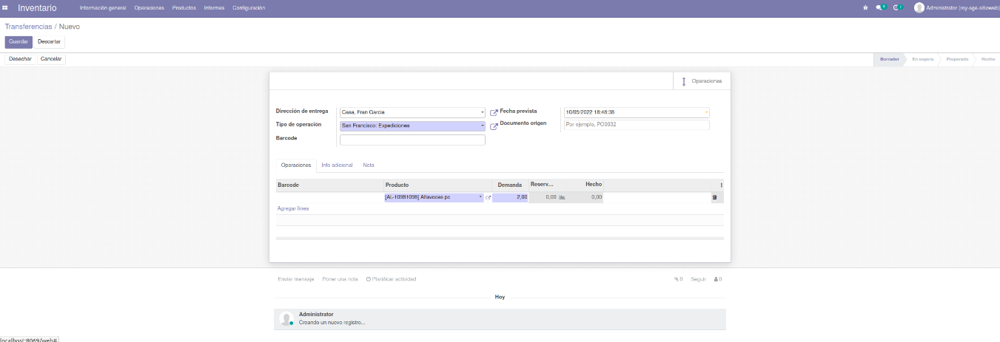 Inventario Información general Operaciones Productos Informes Configuración Administrator (roy-sge-sitioweb)
Transferencias / Nuevo
Guardar Descartar
Desechar Cancelar Borrador En espera Preparado Hecho
Operaciones
Dirección de entrega Casa, Fran Garcia Fecha prevista 10/05/2022 18:48:38
Tipo de operación San Francisco: Expediciones Documento origen Por ejemplo, PO0032
Barcode
Operaciones Info adicional Nota
Barcode Producto Demanda Reserv... Hecho
[AL-10981098] Altavoces pc 2,00 0,00 0,00
Agregar línea
Enviar mensaje Poner una nota Planificar actividad 0 Seguir 0
Hoy
Administrator
Creando un nuevo registro...
localhost:8069/web#